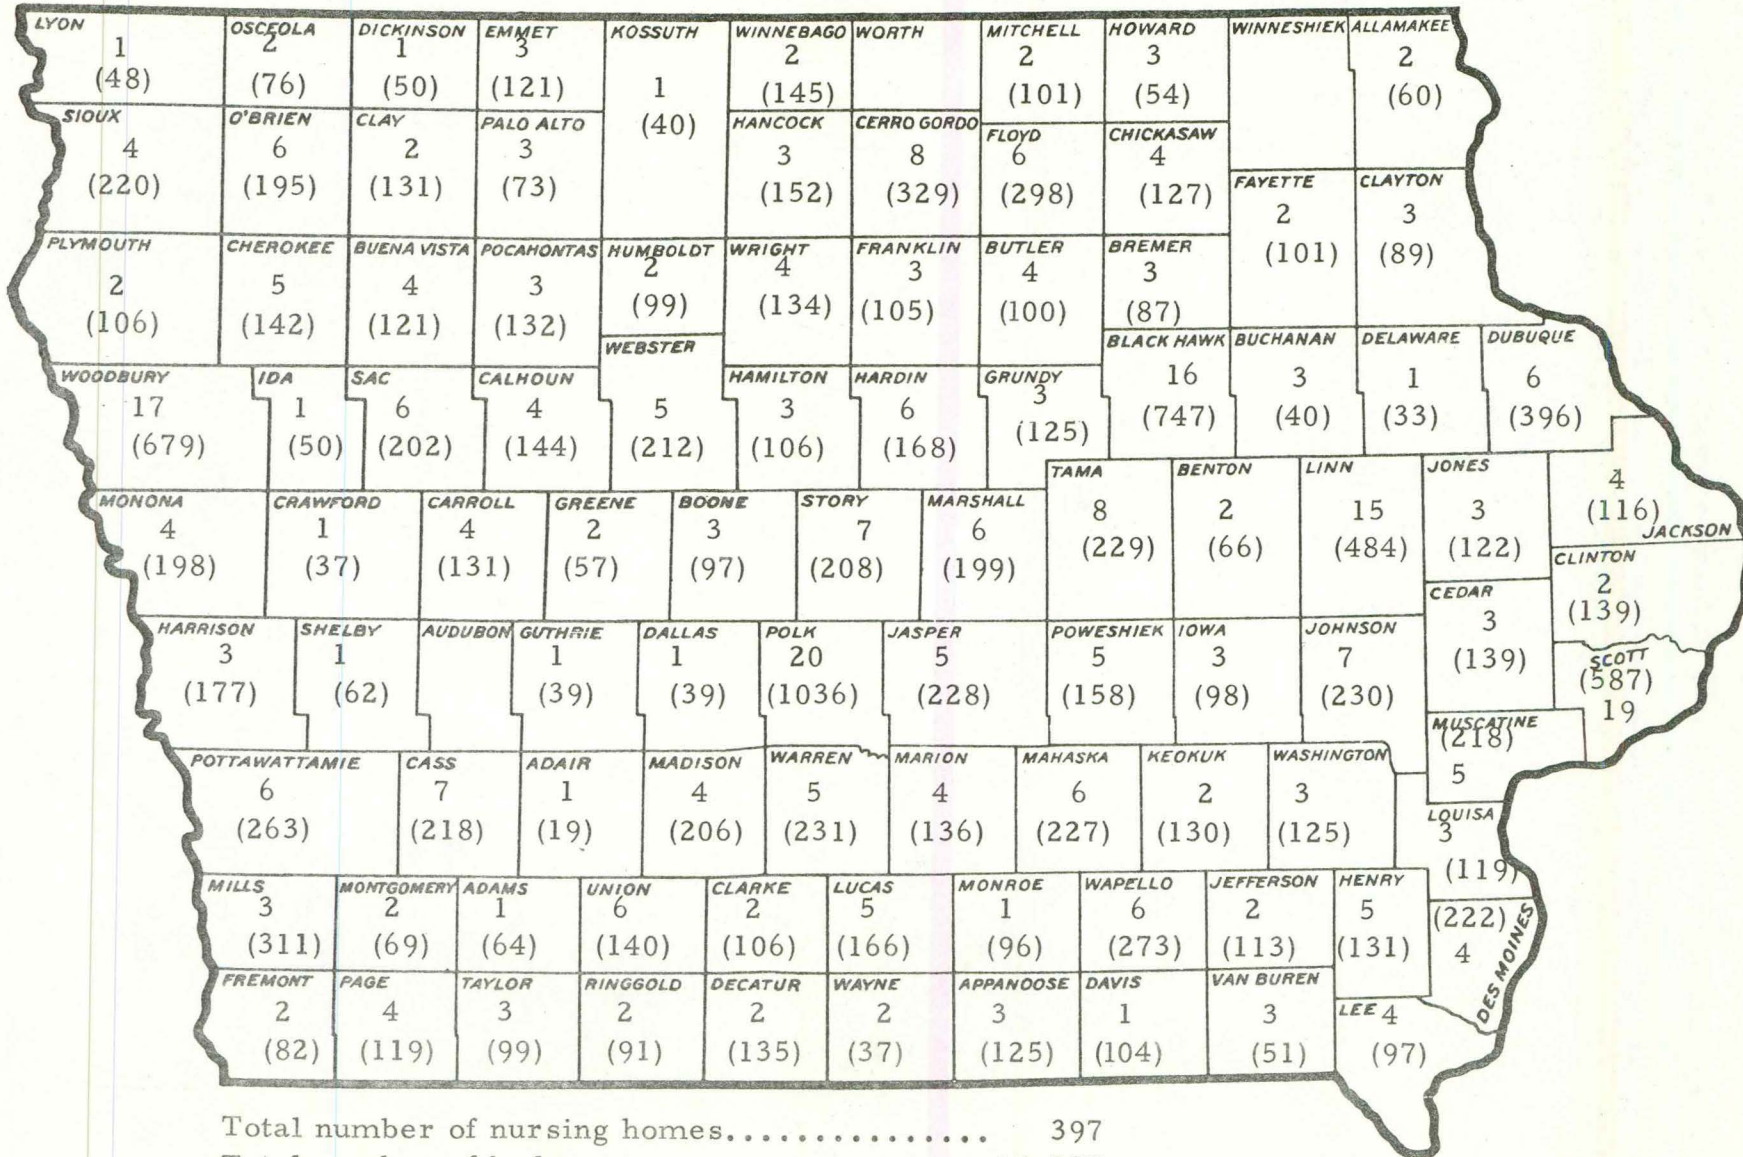 LYON
1
(48)
OSCEOLA
2
(76)
DICKINSON
1
(50)
EMMET
3
(121)
KOSSUTH
1
(40)
WINNEBAGO
2
(145)
WORTH
MITCHELL
2
(101)
HOWARD
3
(54)
WINNESHIEK
ALLAMAKEE
2
(60)
SIOUX
4
(220)
O'BRIEN
6
(195)
CLAY
2
(131)
PALO ALTO
3
(73)
HANCOCK
3
(152)
CERRO GORDO
8
(329)
FLOYD
6
(298)
CHICKASAW
4
(127)
FAYETTE
2
(101)
CLAYTON
3
(89)
PLYMOUTH
2
(106)
CHEROKEE
5
(142)
BUENA VISTA
4
(121)
POCAHONTAS
3
(132)
HUMBOLDT
2
(99)
WRIGHT
4
(134)
FRANKLIN
3
(105)
BUTLER
4
(100)
BREMER
3
(87)
WOODBURY
17
(679)
IDA
1
(50)
SAC
6
(202)
CALHOUN
4
(144)
WEBSTER
5
(212)
HAMILTON
3
(106)
HARDIN
6
(168)
GRUNDY
3
(125)
BLACK HAWK
16
(747)
BUCHANAN
3
(40)
DELAWARE
1
(33)
DUBUQUE
6
(396)
MONONA
4
(198)
CRAWFORD
1
(37)
CARROLL
4
(131)
GREENE
2
(57)
BOONE
3
(97)
STORY
7
(208)
MARSHALL
6
(199)
TAMA
8
(229)
BENTON
2
(66)
LINN
15
(484)
JONES
3
(122)
4
(116)
JACKSON
CLINTON
2
(139)
CEDAR
3
(139)
HARRISON
3
(177)
SHELBY
1
(62)
AUDUBON
GUTHRIE
1
(39)
DALLAS
1
(39)
POLK
20
(1036)
JASPER
5
(228)
POWESHIEK
5
(158)
IOWA
3
(98)
JOHNSON
7
(230)
SCOTT
(587)
19
MUSCATINE
(218)
5
POTTAWATTAMIE
6
(263)
CASS
7
(218)
ADAIR
1
(19)
MADISON
4
(206)
WARREN
5
(231)
MARION
4
(136)
MAHASKA
6
(227)
KEOKUK
2
(130)
WASHINGTON
3
(125)
LOUISA
3
(119)
MILLS
3
(311)
MONTGOMERY
2
(69)
ADAMS
1
(64)
UNION
6
(140)
CLARKE
2
(106)
LUCAS
5
(166)
MONROE
1
(96)
WAPELLO
6
(273)
JEFFERSON
2
(113)
HENRY
5
(131)
(222)
4
DES MOINES
FREMONT
2
(82)
PAGE
4
(119)
TAYLOR
3
(99)
RINGGOLD
2
(91)
DECATUR
2
(135)
WAYNE
2
(37)
APPANOOSE
3
(125)
DAVIS
1
(104)
VAN BUREN
3
(51)
LEE 4
(97)
Total number of nursing homes............... 397